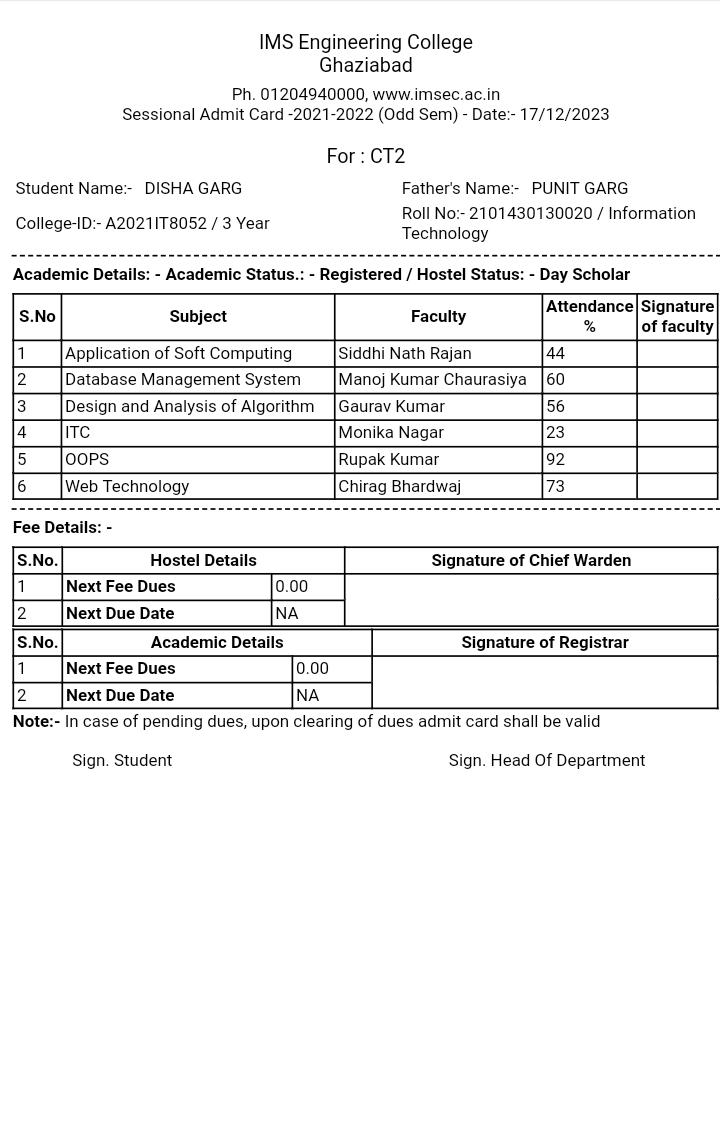 IMS Engineering College
Ghaziabad
Ph. 01204940000, www.imsec.ac.in
Sessional Admit Card -2021-2022 (Odd Sem) - Date:- 17/12/2023
For : CT2
Student Name:- DISHA GARG Father's Name:- PUNIT GARG
College-ID:- A2021IT8052 / 3 Year Roll No:- 2101430130020 / Information
Technology
Academic Details: - Academic Status.: - Registered / Hostel Status: - Day Scholar
S.No Subject Faculty Attendance % Signature of faculty
1 Application of Soft Computing Siddhi Nath Rajan 44
2 Database Management System Manoj Kumar Chaurasiya 60
3 Design and Analysis of Algorithm Gaurav Kumar 56
4 ITC Monika Nagar 23
5 OOPS Rupak Kumar 92
6 Web Technology Chirag Bhardwaj 73
Fee Details: -
S.No. Hostel Details Signature of Chief Warden
1 Next Fee Dues 0.00
2 Next Due Date NA
S.No. Academic Details Signature of Registrar
1 Next Fee Dues 0.00
2 Next Due Date NA
Note:- In case of pending dues, upon clearing of dues admit card shall be valid
Sign. Student Sign. Head Of Department